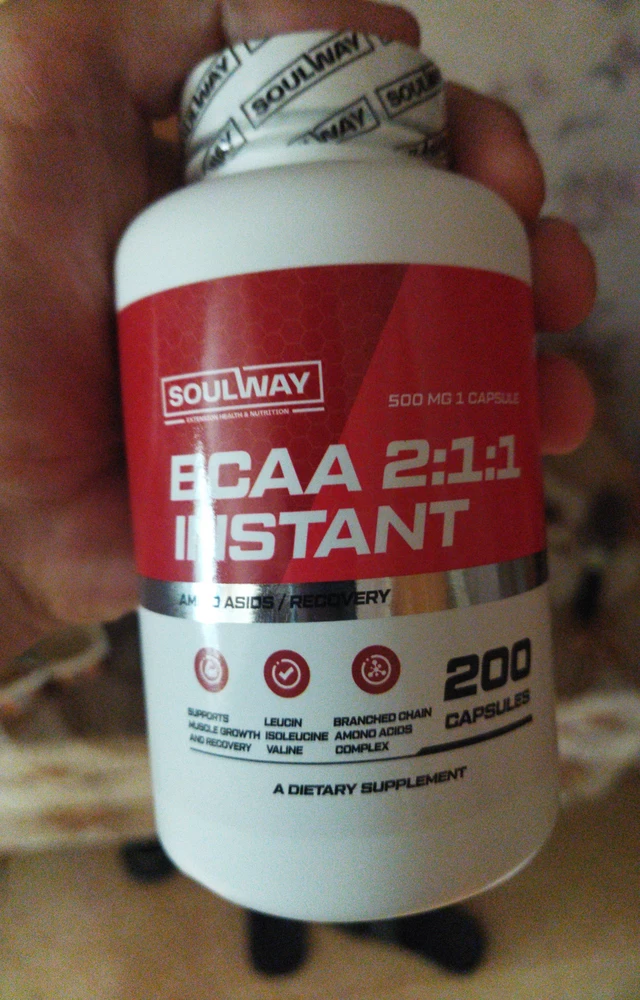 SOULWAY
SOULWAY
SOULWAY
EXTENSION HEALTH & NUTRITION
500 MG 1 CAPSULE
BCAA 2:1:1
INSTANT
AMINO ASIDS / RECOVERY
SUPPORTS
MUSCLE GROWTH
AND RECOVERY
LEUCIN
ISOLEUCINE
VALINE
BRANCHED CHAIN
AMONO ACIDS
COMPLEX
200
CAPSULES
A DIETARY SUPPLEMENT